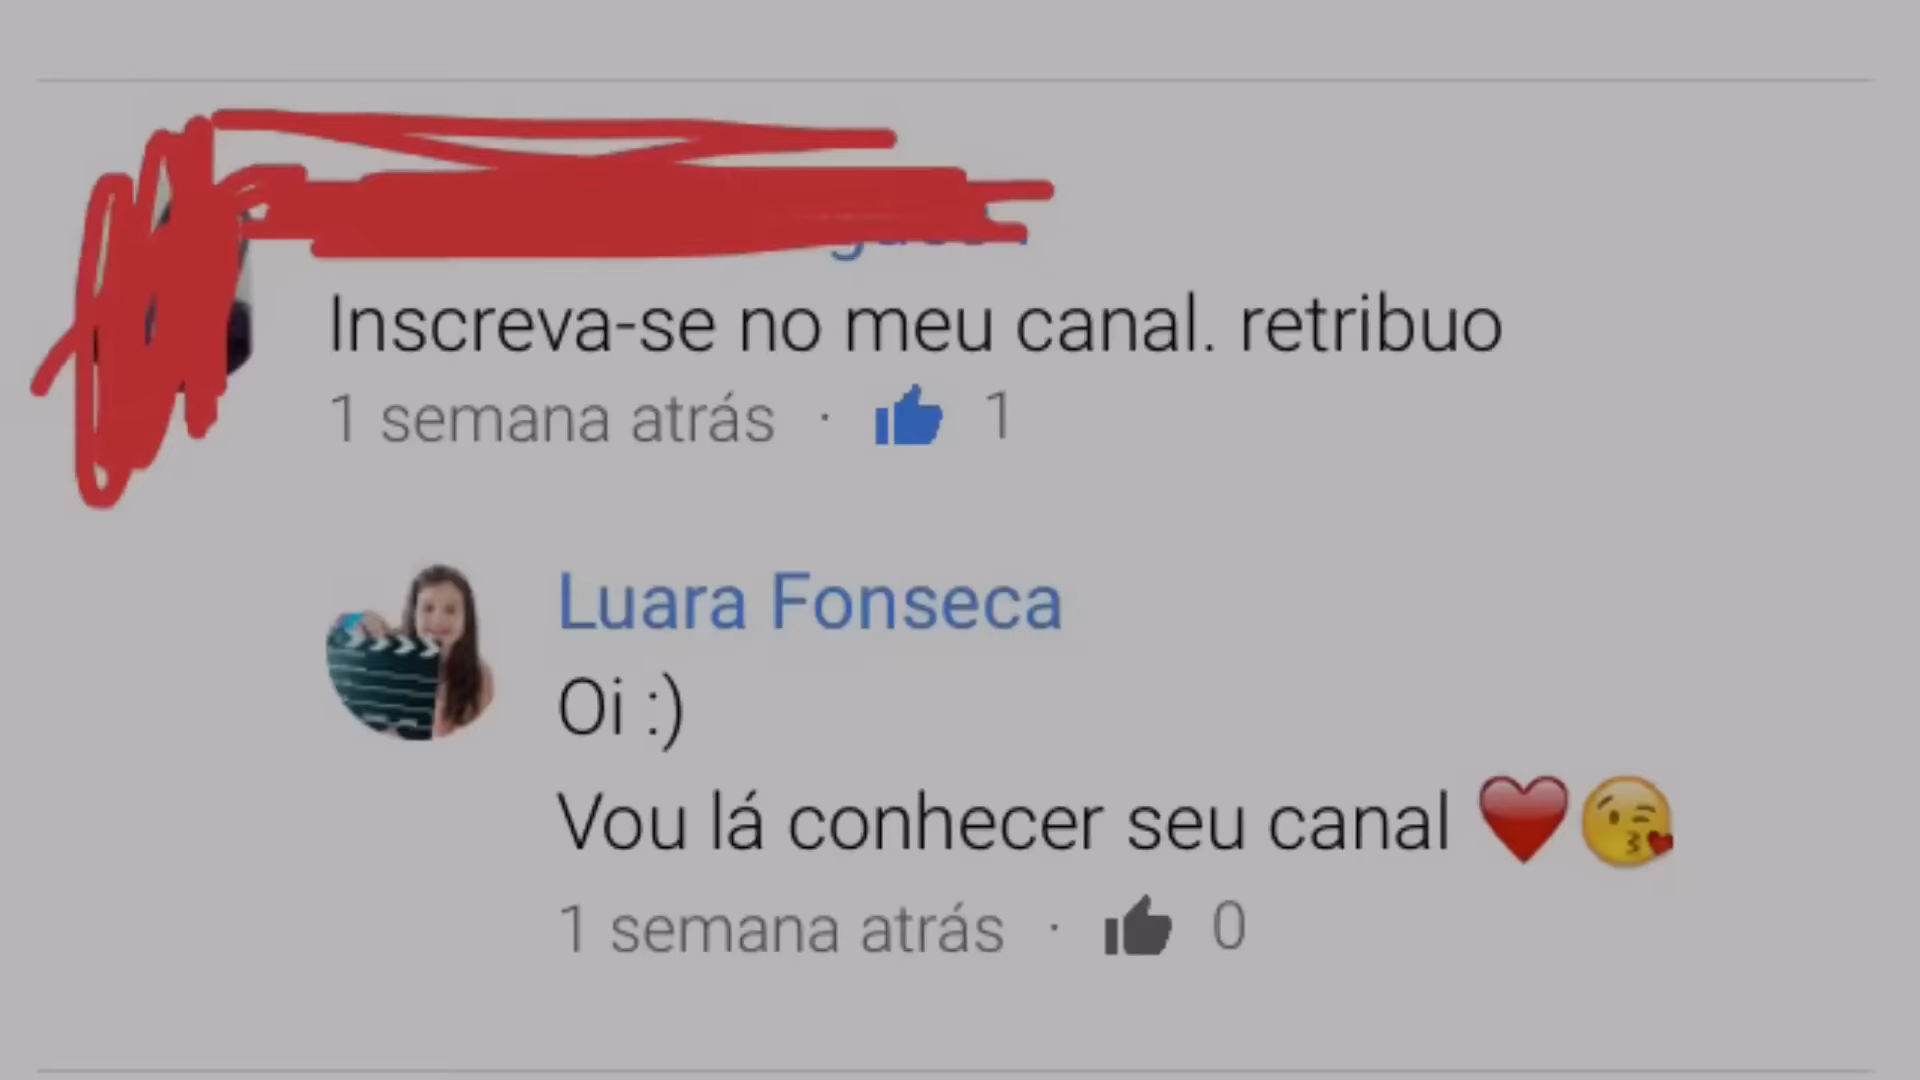 Inscreva-se no meu canal. retribuo
1 semana atrás · 1
Luara Fonseca
Oi :)
Vou lá conhecer seu canal ❤️😘
1 semana atrás · 0